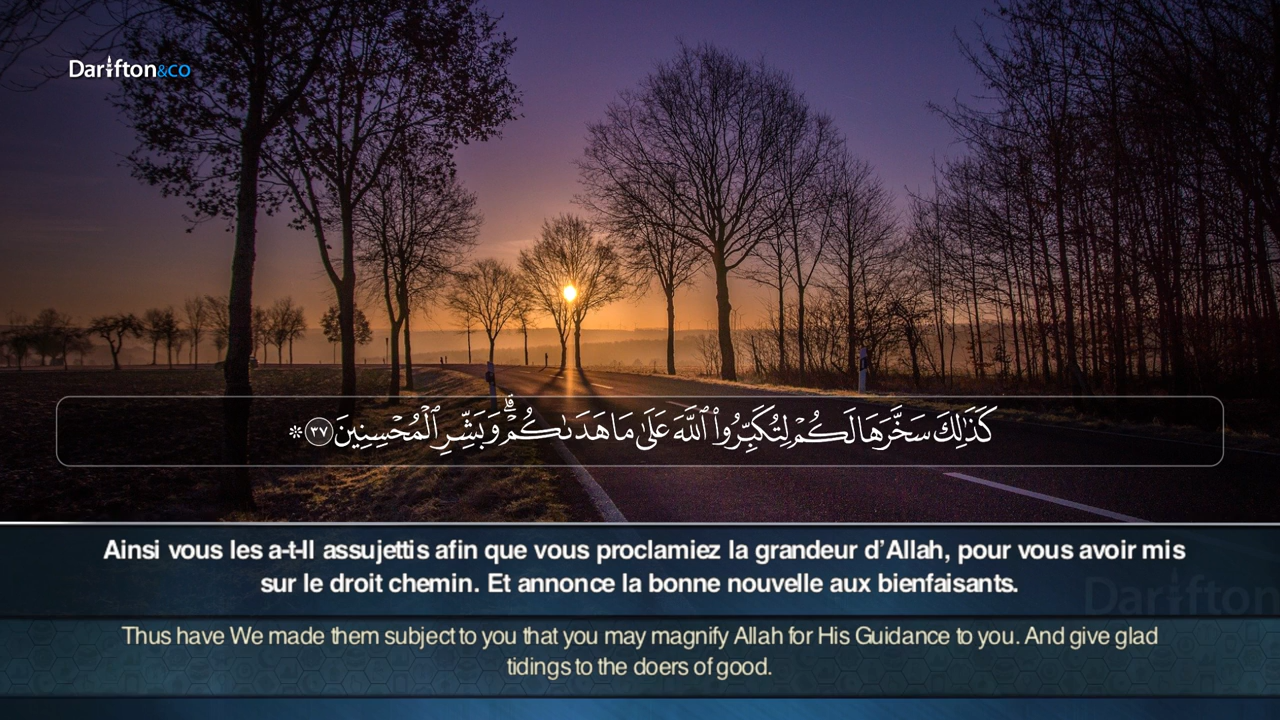 Darifton&co
كَذَٰلِكَ سَخَّرَهَا لَكُمْ لِتُكَبِّرُوا۟ ٱللَّهَ عَلَىٰ مَا هَدَىٰكُمْ ۗ وَبَشِّرِ ٱلْمُحْسِنِينَ ٣٧ ۞
Ainsi vous les a-t-Il assujettis afin que vous proclamiez la grandeur d’Allah, pour vous avoir mis
sur le droit chemin. Et annonce la bonne nouvelle aux bienfaisants.
Darifton
Thus have We made them subject to you that you may magnify Allah for His Guidance to you. And give glad
tidings to the doers of good.